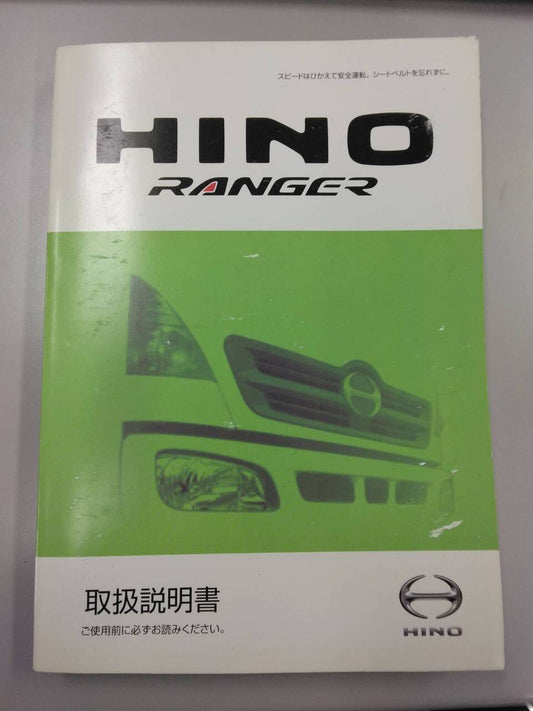 スピードはひかえて安全運転。シートベルトを忘れずに。
HINO
RANGER
取扱説明書
ご使用前に必ずお読みください。
HINO